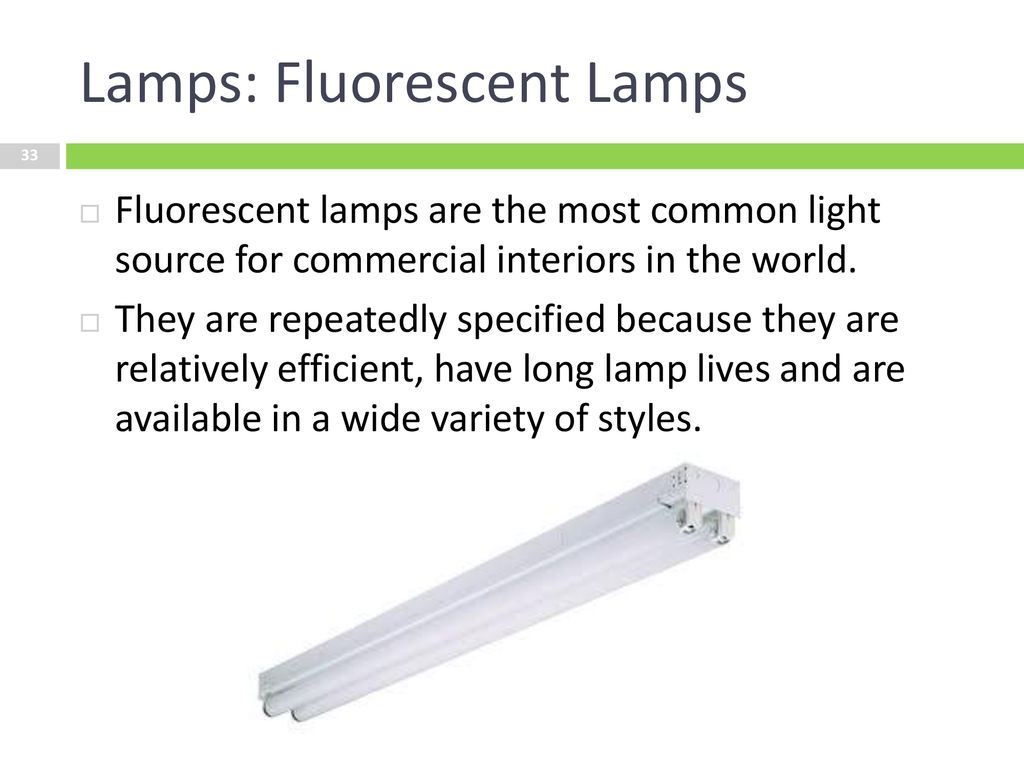 Lamps: Fluorescent Lamps
33
Fluorescent lamps are the most common light
source for commercial interiors in the world.
They are repeatedly specified because they are
relatively efficient, have long lamp lives and are
available in a wide variety of styles.